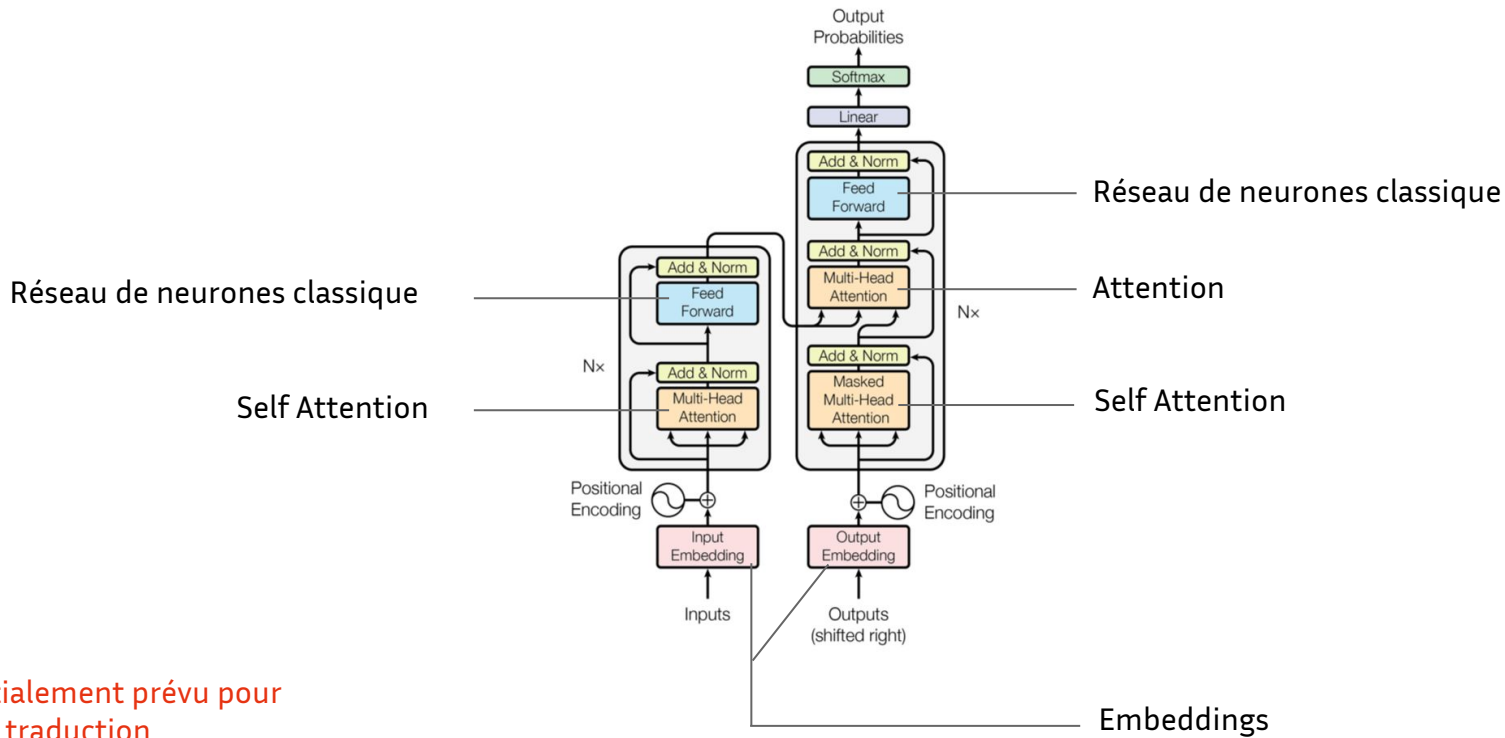 Output
Probabilities
Softmax
Linear
Add & Norm
Feed
Forward
Réseau de neurones classique
Add & Norm
Multi-Head
Attention
Attention
Nx
Add & Norm
Masked
Multi-Head
Attention
Self Attention
Add & Norm
Feed
Forward
Réseau de neurones classique
Nx
Add & Norm
Multi-Head
Attention
Self Attention
Positional
Encoding
Positional
Encoding
Input
Embedding
Output
Embedding
Inputs
Outputs
(shifted right)
Embeddings
tialement prévu pour
traduction